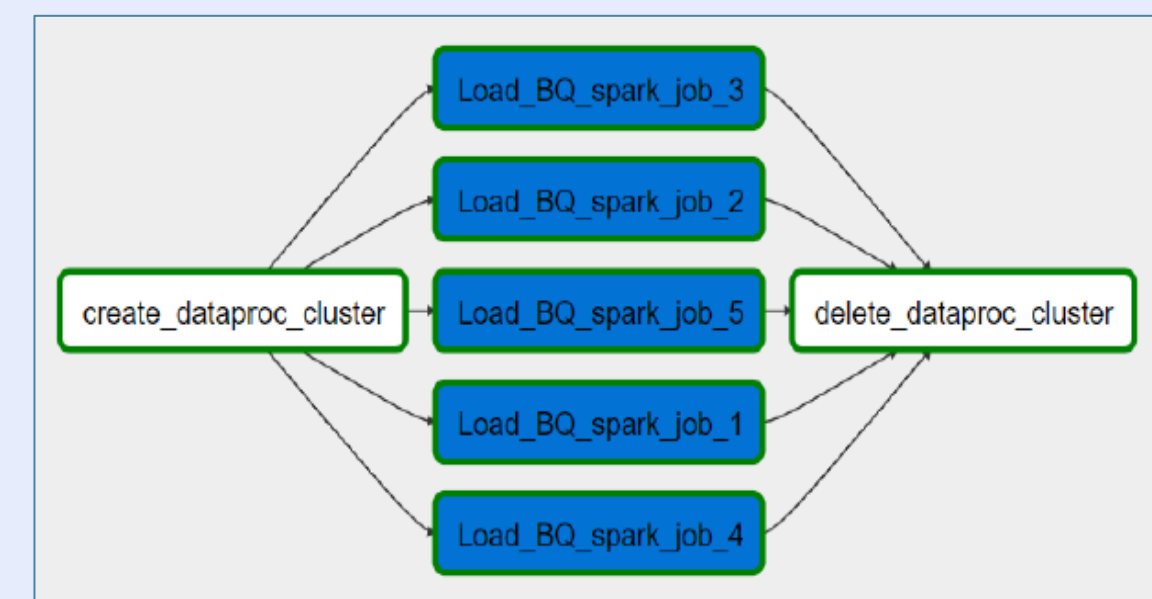 Load_BQ_spark_job_3
Load_BQ_spark_job_2
create_dataproc_cluster
Load_BQ_spark_job_5
delete_dataproc_cluster
Load_BQ_spark_job_1
Load_BQ_spark_job_4